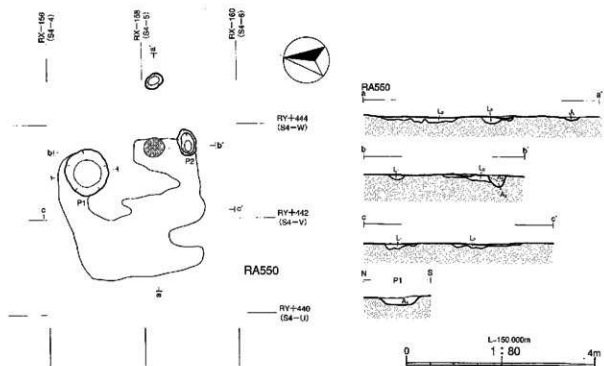 RX-156
(S4-4)
RX-158
(S4-5)
RX-160
(S4-6)
a'
RY+444
(S4-W)
b
b'
P2
P1
c
c'
RY+442
(S4-V)
RA550
a
RY+440
(S4-U)
RA550
a
a'
b
b'
c
c'
N P1 S
L=150.000m
1 : 80
0
4m